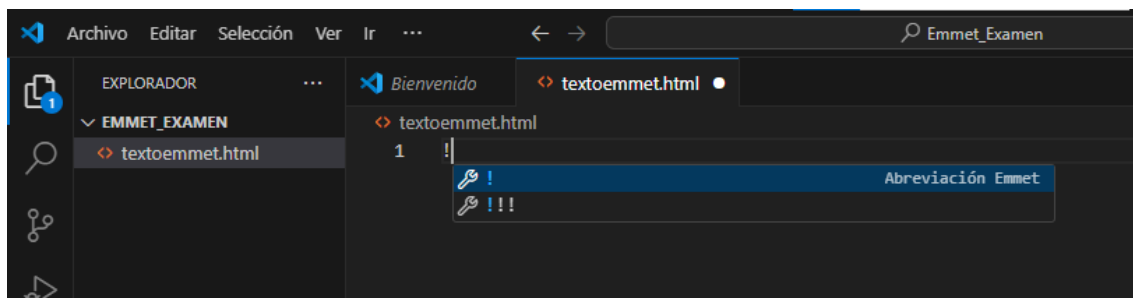 Archivo Editar Selección Ver Ir ··· ← → Emmet_Examen
EXPLORADOR ··· Bienvenido <> textoemmet.html ●
EMMET_EXAMEN <> textoemmet.html
1 <> textoemmet.html 1 !
! Abreviación Emmet
!!!